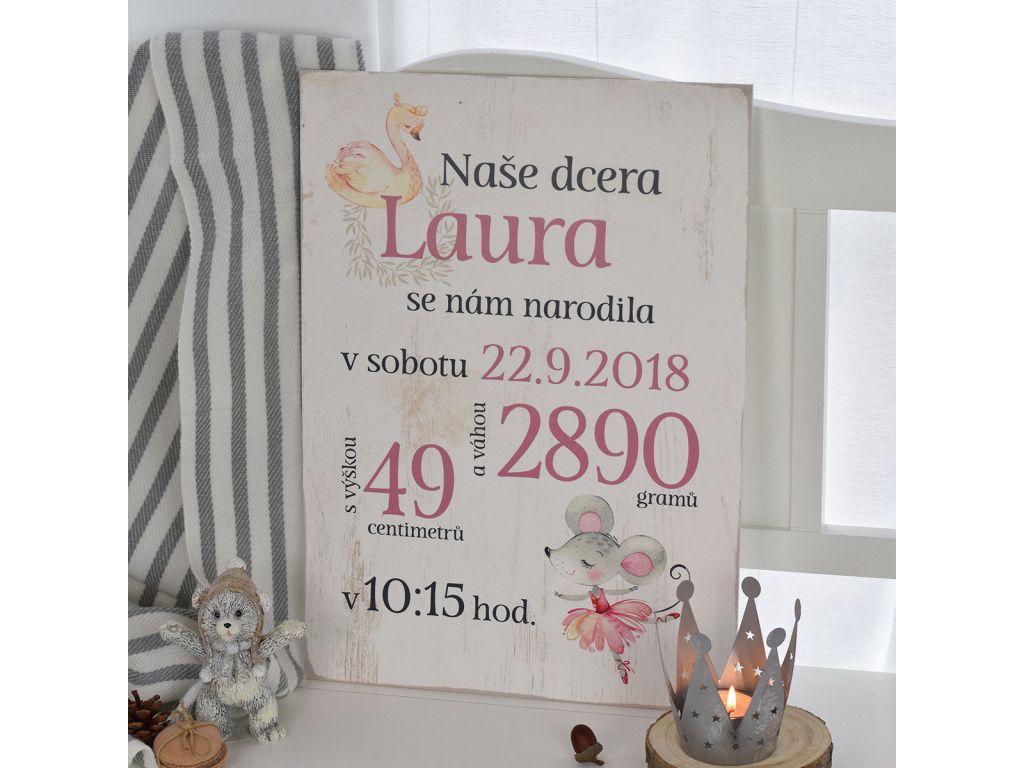 Naše dcera
Laura
se nám narodila
v sobotu 22.9.2018
s výškou 49 centimetrů
a váhou 2890 gramů
v 10:15 hod.